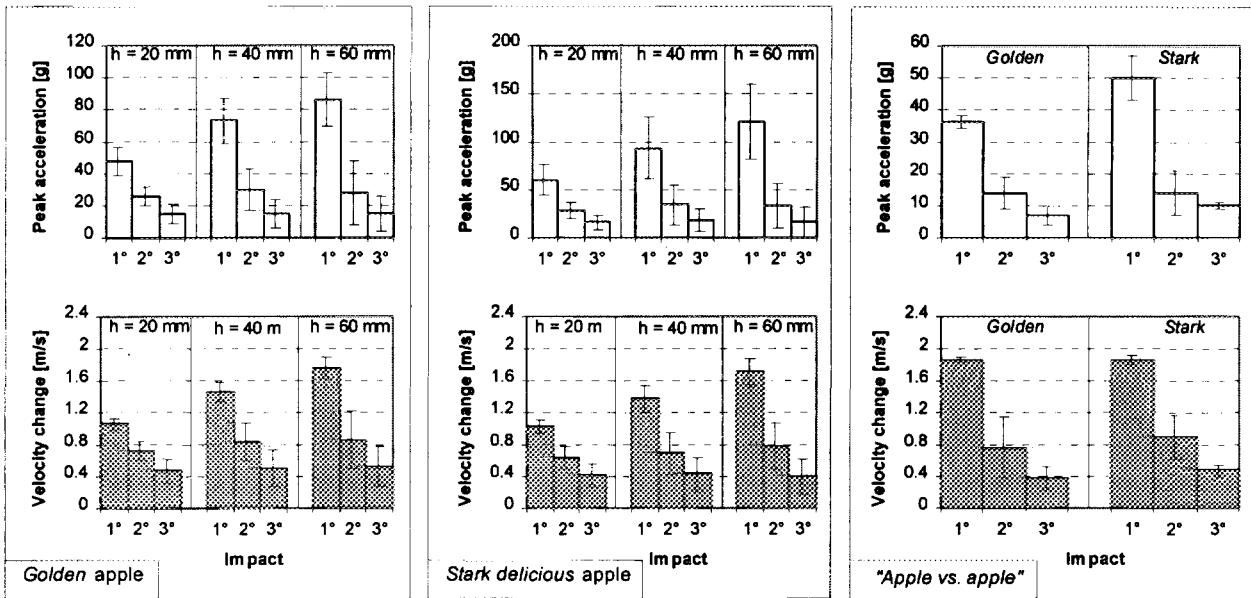 h = 20 mm h = 40 mm h = 60 mm
Peak acceleration [g]
120
100
80
60
40
20
0
1° 2° 3° 1° 2° 3° 1° 2° 3°
h = 20 mm h = 40 m h = 60 mm
Velocity change [m/s]
2.4
2
1.6
1.2
0.8
0.4
0
1° 2° 3° 1° 2° 3° 1° 2° 3°
Impact
Golden apple
h = 20 mm h = 40 mm h = 60 mm
Peak acceleration [g]
200
150
100
50
0
1° 2° 3° 1° 2° 3° 1° 2° 3°
h = 20 m h = 40 mm h = 60 mm
Velocity change [m/s]
2.4
2
1.6
1.2
0.8
0.4
0
1° 2° 3° 1° 2° 3° 1° 2° 3°
Impact
Stark delicious apple
Golden Stark
Peak acceleration [g]
60
50
40
30
20
10
0
1° 2° 3° 1° 2° 3°
Golden Stark
Velocity change [m/s]
2.4
2
1.6
1.2
0.8
0.4
0
1° 2° 3° 1° 2° 3°
Impact
"Apple vs. apple"